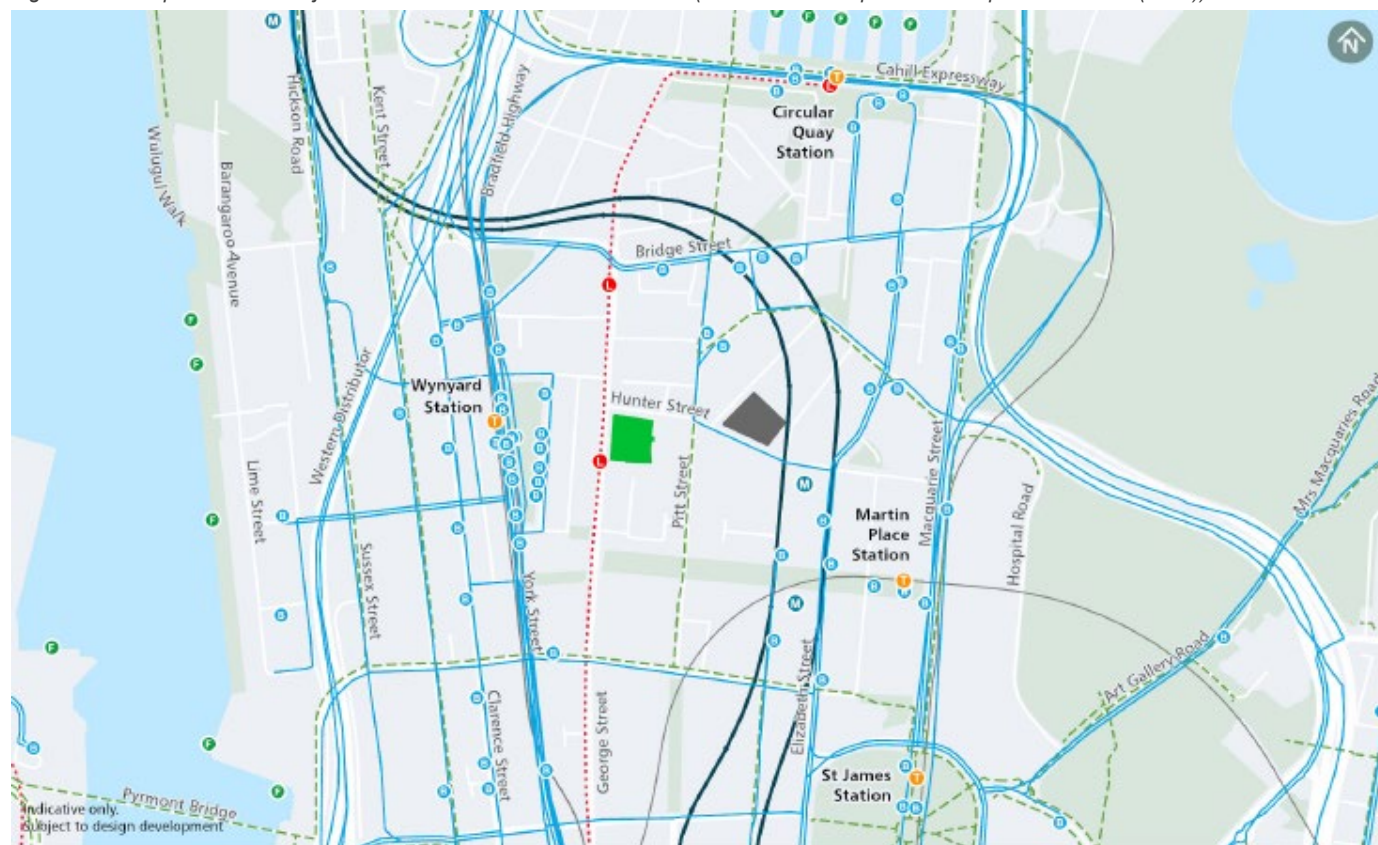 N
Hickson Road
Kent Street
Bradfield Highway
Cahill Expressway
Circular
Quay
Station
Wulugul Walk
Barangaroo Avenue
Bridge Street
Western Distributor
Wynyard
Station
Hunter Street
Pitt Street
Macquarie Street
Mrs Macquaries Road
Lime Street
Hospital Road
Martin
Place
Station
Sussex Street
York Street
Elizabeth Street
Art Gallery Road
Clarence Street
George Street
St James
Station
Pyrmont Bridge
Indicative only.
Subject to design development